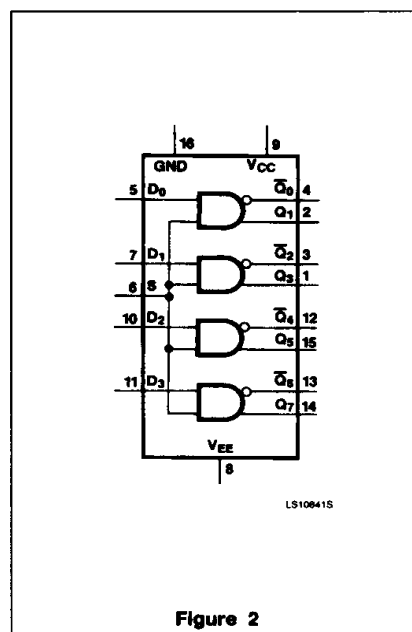 16 9
GND VCC
5 D0 Q̅0 4
Q1 2
7 D1 Q̅2 3
Q3 1
6 S
10 D2 Q̅4 12
Q5 15
11 D3 Q̅6 13
Q7 14
VEE
8
LS10641S
Figure 2